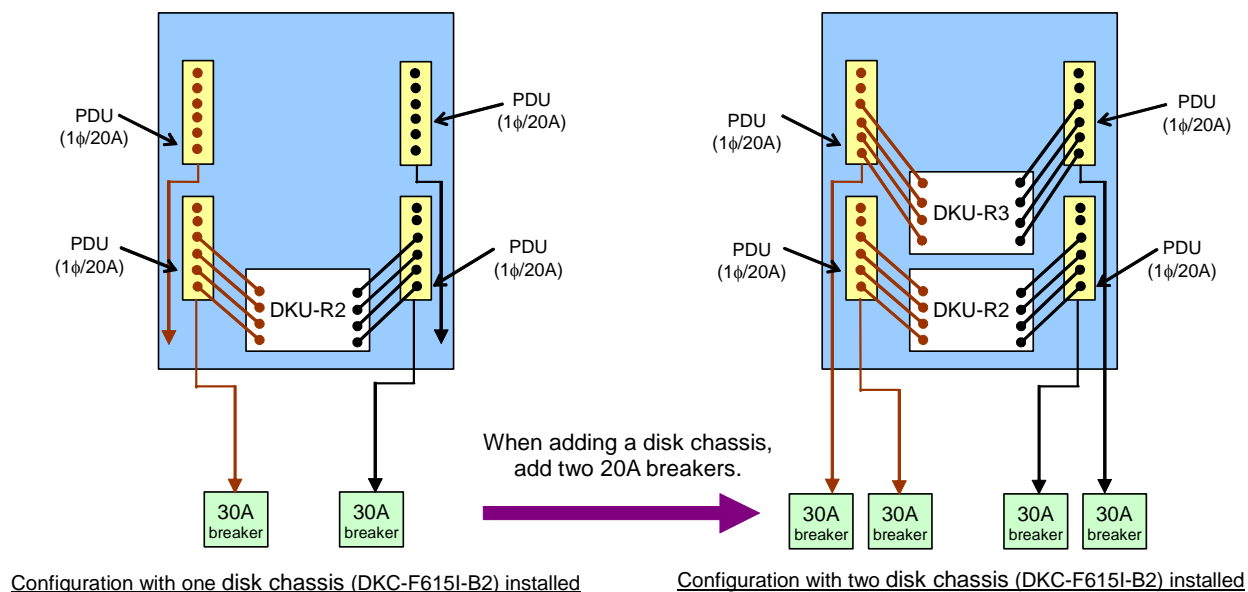 PDU
(1ϕ/20A)
PDU
(1ϕ/20A)
PDU
(1ϕ/20A)
PDU
(1ϕ/20A)
DKU-R2
30A
breaker
30A
breaker
Configuration with one disk chassis (DKC-F615I-B2) installed
When adding a disk chassis,
add two 20A breakers.
PDU
(1ϕ/20A)
PDU
(1ϕ/20A)
DKU-R3
PDU
(1ϕ/20A)
PDU
(1ϕ/20A)
DKU-R2
30A
breaker
30A
breaker
30A
breaker
30A
breaker
Configuration with two disk chassis (DKC-F615I-B2) installed